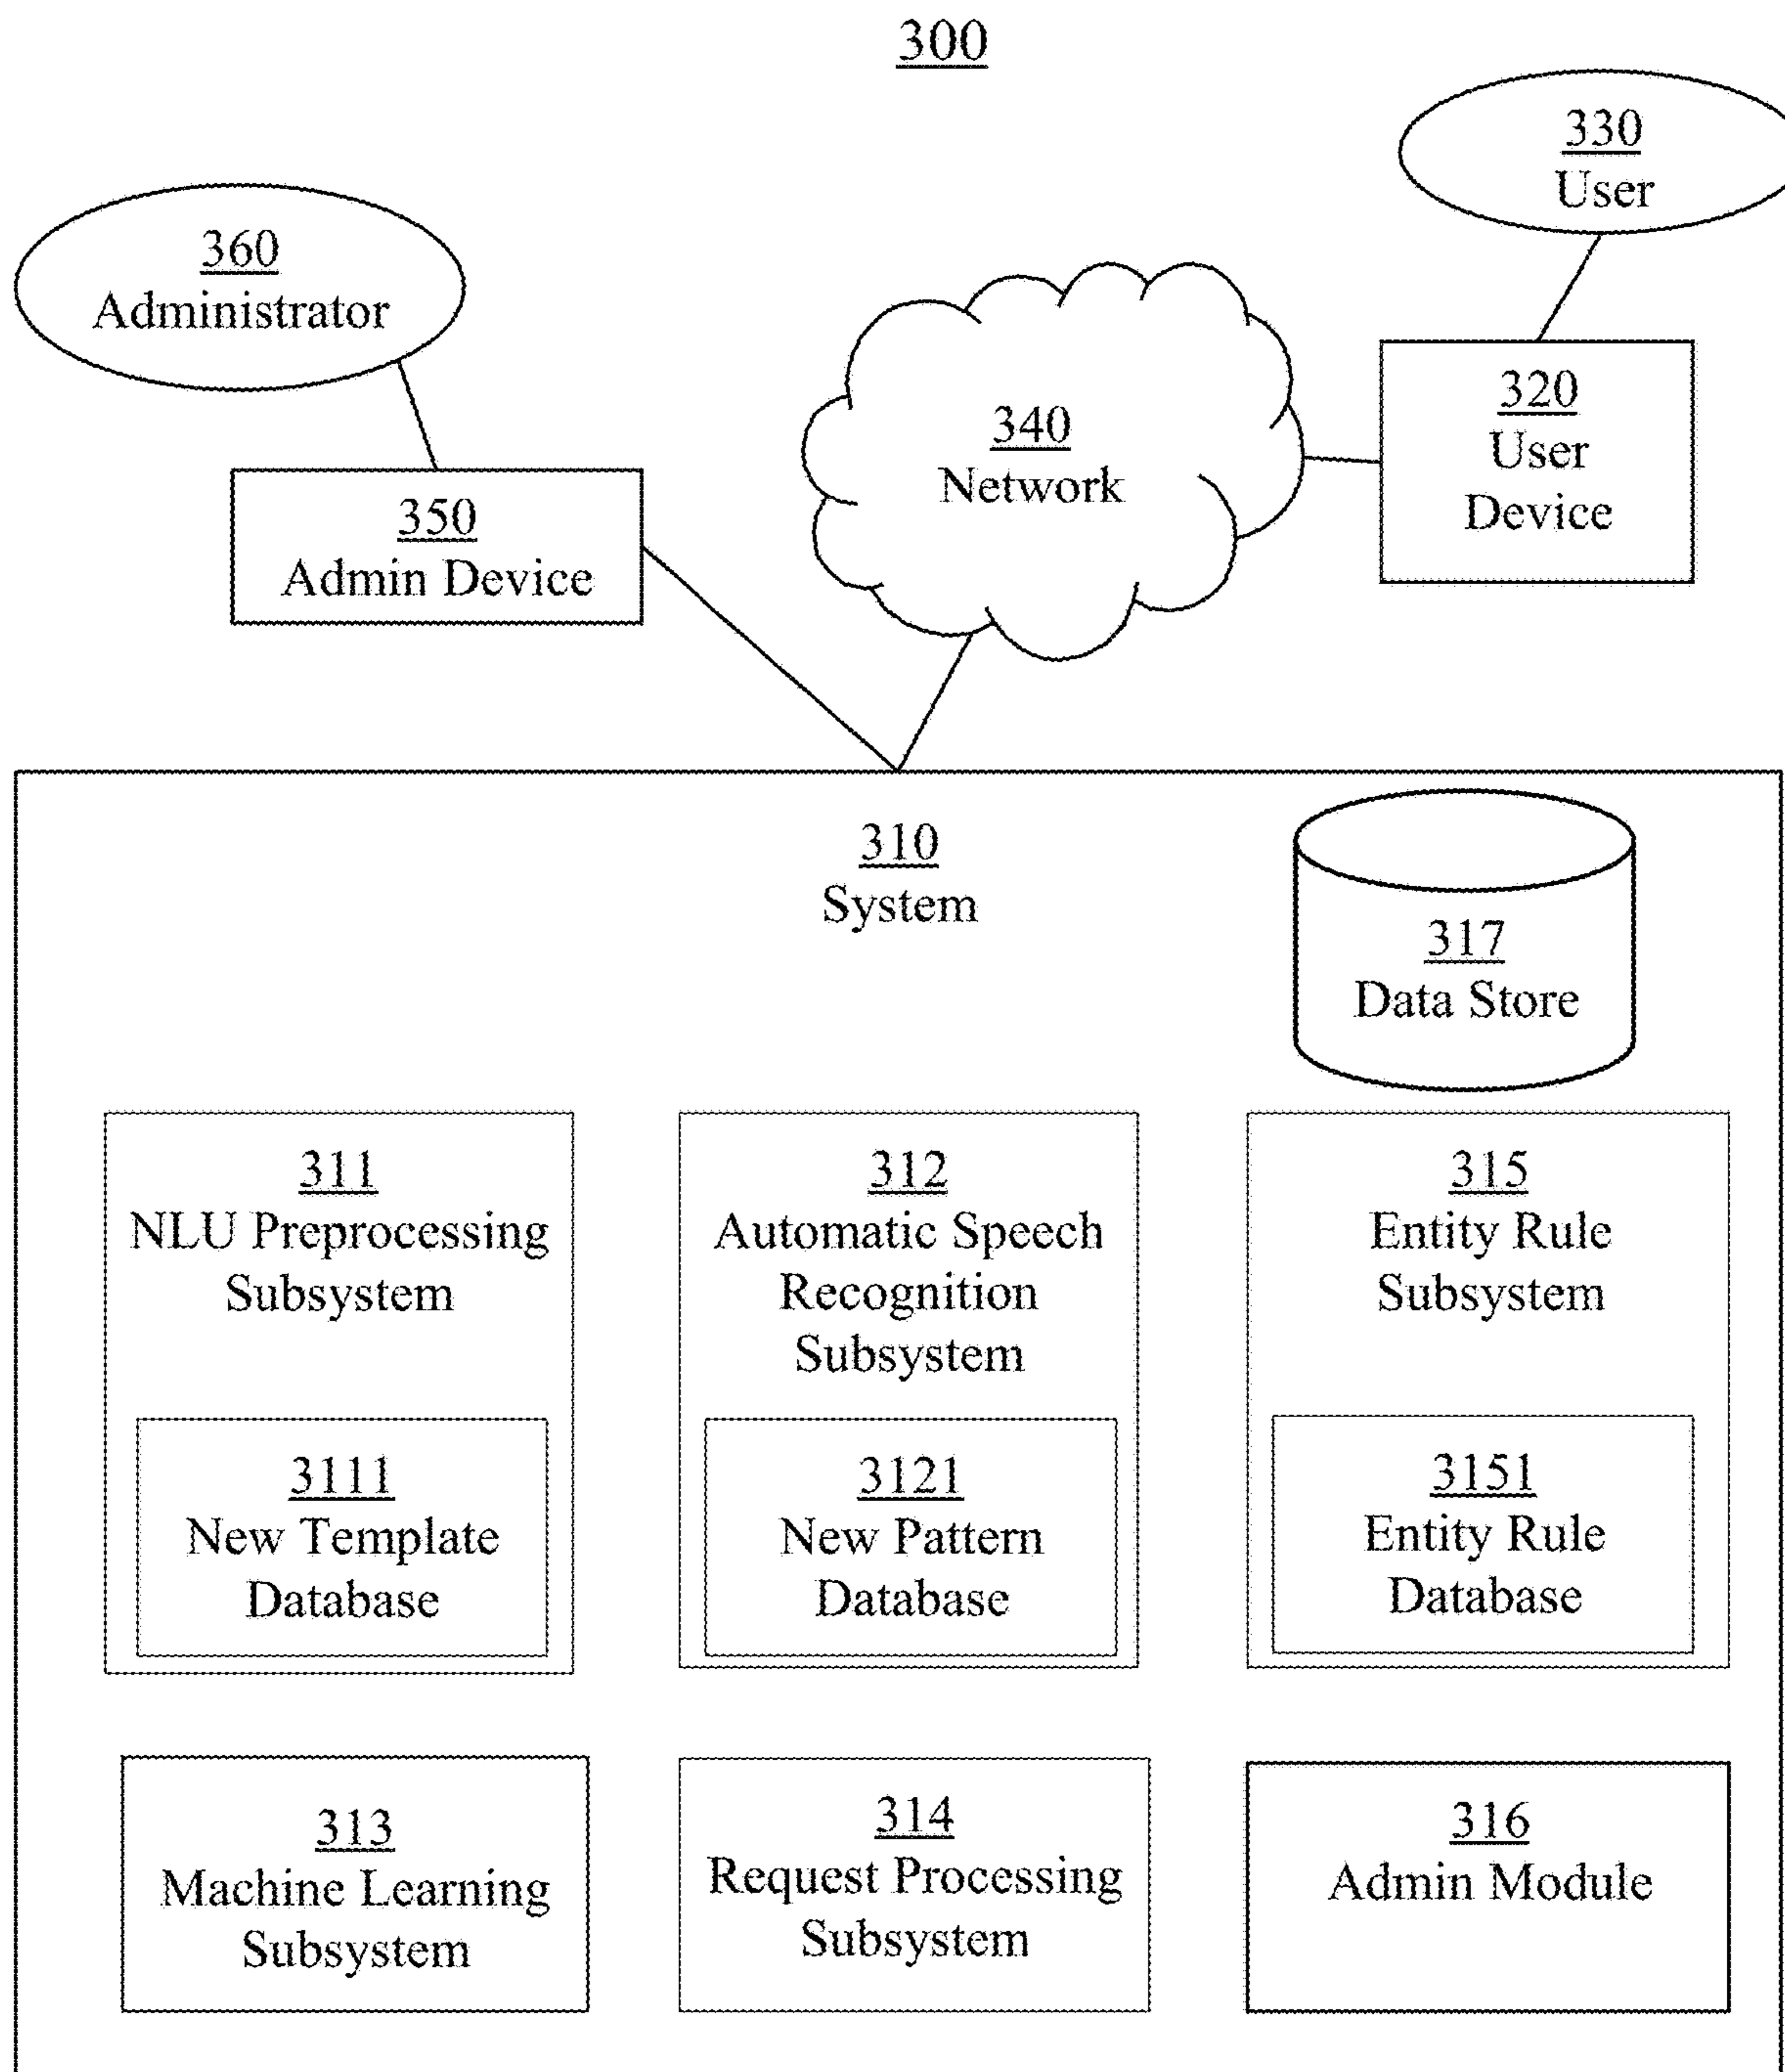 300
330
User
360
Administrator
320
User
Device
340
Network
350
Admin Device
310
System
317
Data Store
311
NLU Preprocessing
Subsystem
3111
New Template
Database
312
Automatic Speech
Recognition
Subsystem
3121
New Pattern
Database
315
Entity Rule
Subsystem
3151
Entity Rule
Database
313
Machine Learning
Subsystem
314
Request Processing
Subsystem
316
Admin Module